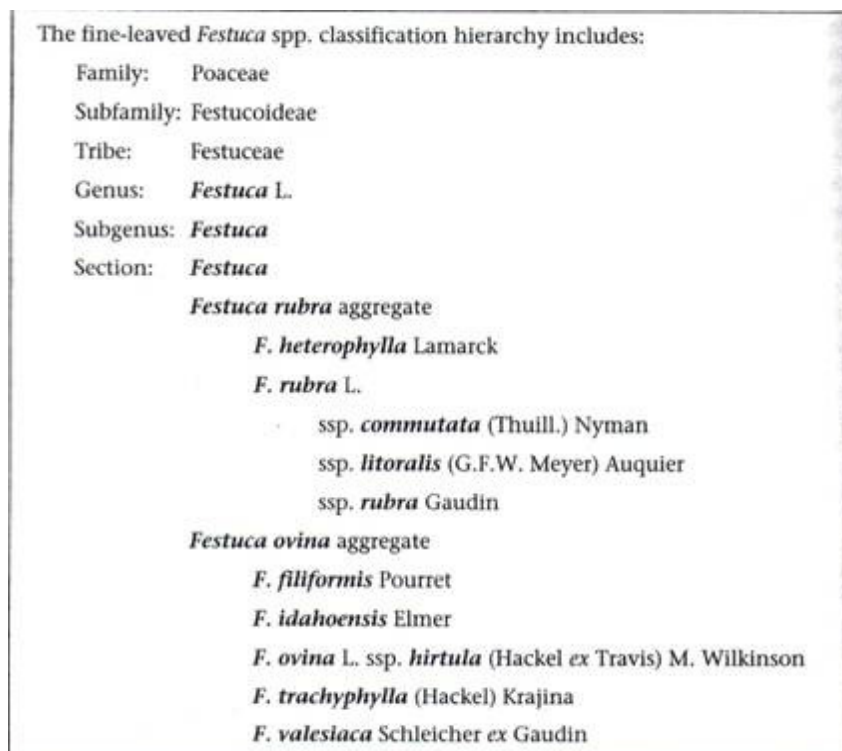 The fine-leaved Festuca spp. classification hierarchy includes:
Family: Poaceae
Subfamily: Festucoideae
Tribe: Festuceae
Genus: Festuca L.
Subgenus: Festuca
Section: Festuca
Festuca rubra aggregate
F. heterophylla Lamarck
F. rubra L.
ssp. commutata (Thuill.) Nyman
ssp. litoralis (G.F.W. Meyer) Auquier
ssp. rubra Gaudin
Festuca ovina aggregate
F. filiformis Pourret
F. idahoensis Elmer
F. ovina L. ssp. hirtula (Hackel ex Travis) M. Wilkinson
F. trachyphylla (Hackel) Krajina
F. valesiaca Schleicher ex Gaudin